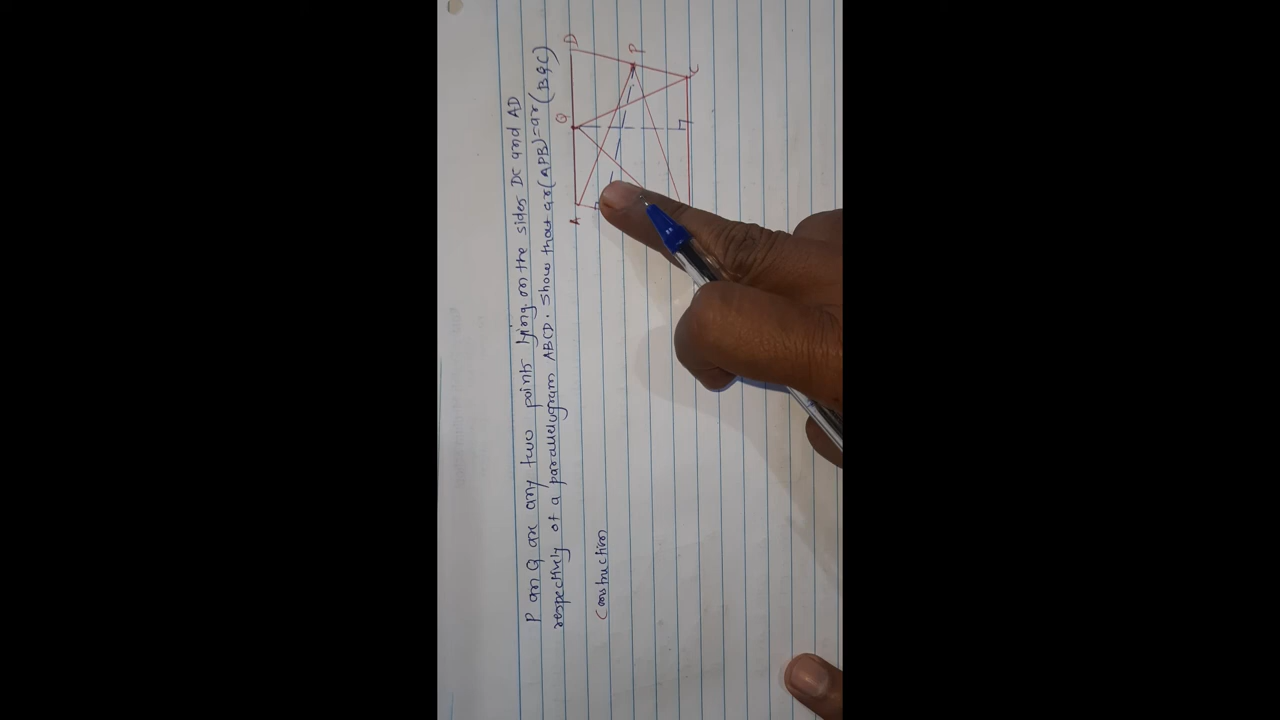 P an Q are any two points lying on the sides DC and AD
respectively of a parallelogram ABCD. Show that ar(APB)=ar(BQC)
Construction
A
Q
D
P
C